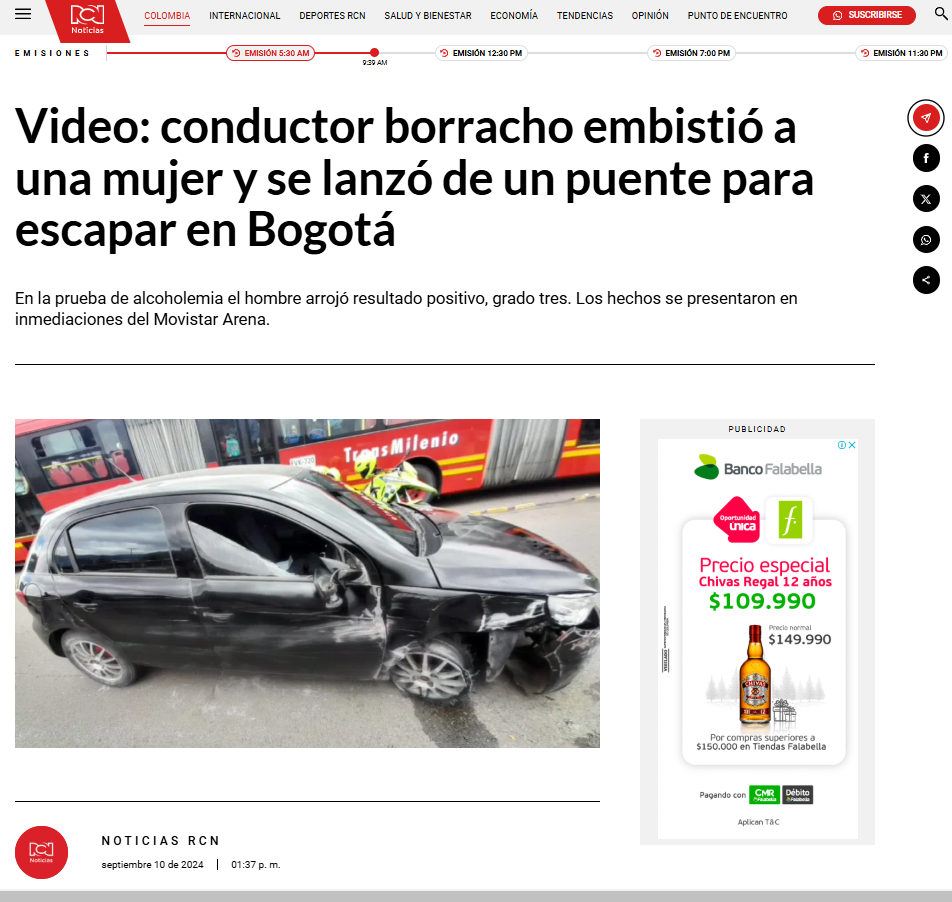 RCN
Noticias
COLOMBIA INTERNACIONAL DEPORTES RCN SALUD Y BIENESTAR ECONOMÍA TENDENCIAS OPINIÓN PUNTO DE ENCUENTRO SUSCRIBIRSE
EMISIONES EMISIÓN 5:30 AM EMISIÓN 12:30 PM EMISIÓN 7:00 PM EMISIÓN 11:30 PM
9:39 AM
Video: conductor borracho embistió a
una mujer y se lanzó de un puente para
escapar en Bogotá
En la prueba de alcoholemia el hombre arrojó resultado positivo, grado tres. Los hechos se presentaron en
inmediaciones del Movistar Arena.
TransMilenio
PUBLICIDAD
Banco Falabella
Oportunidad
única
f
Precio especial
Chivas Regal 12 años
$109.990
Precio normal
$149.990
CHIVAS
12
Por compras superiores a
$150.000 en Tiendas Falabella
Pagando con CMR Falabella Débito Falabella
Aplican T&C
RCN
Noticias
NOTICIAS RCN
septiembre 10 de 2024 01:37 p. m.